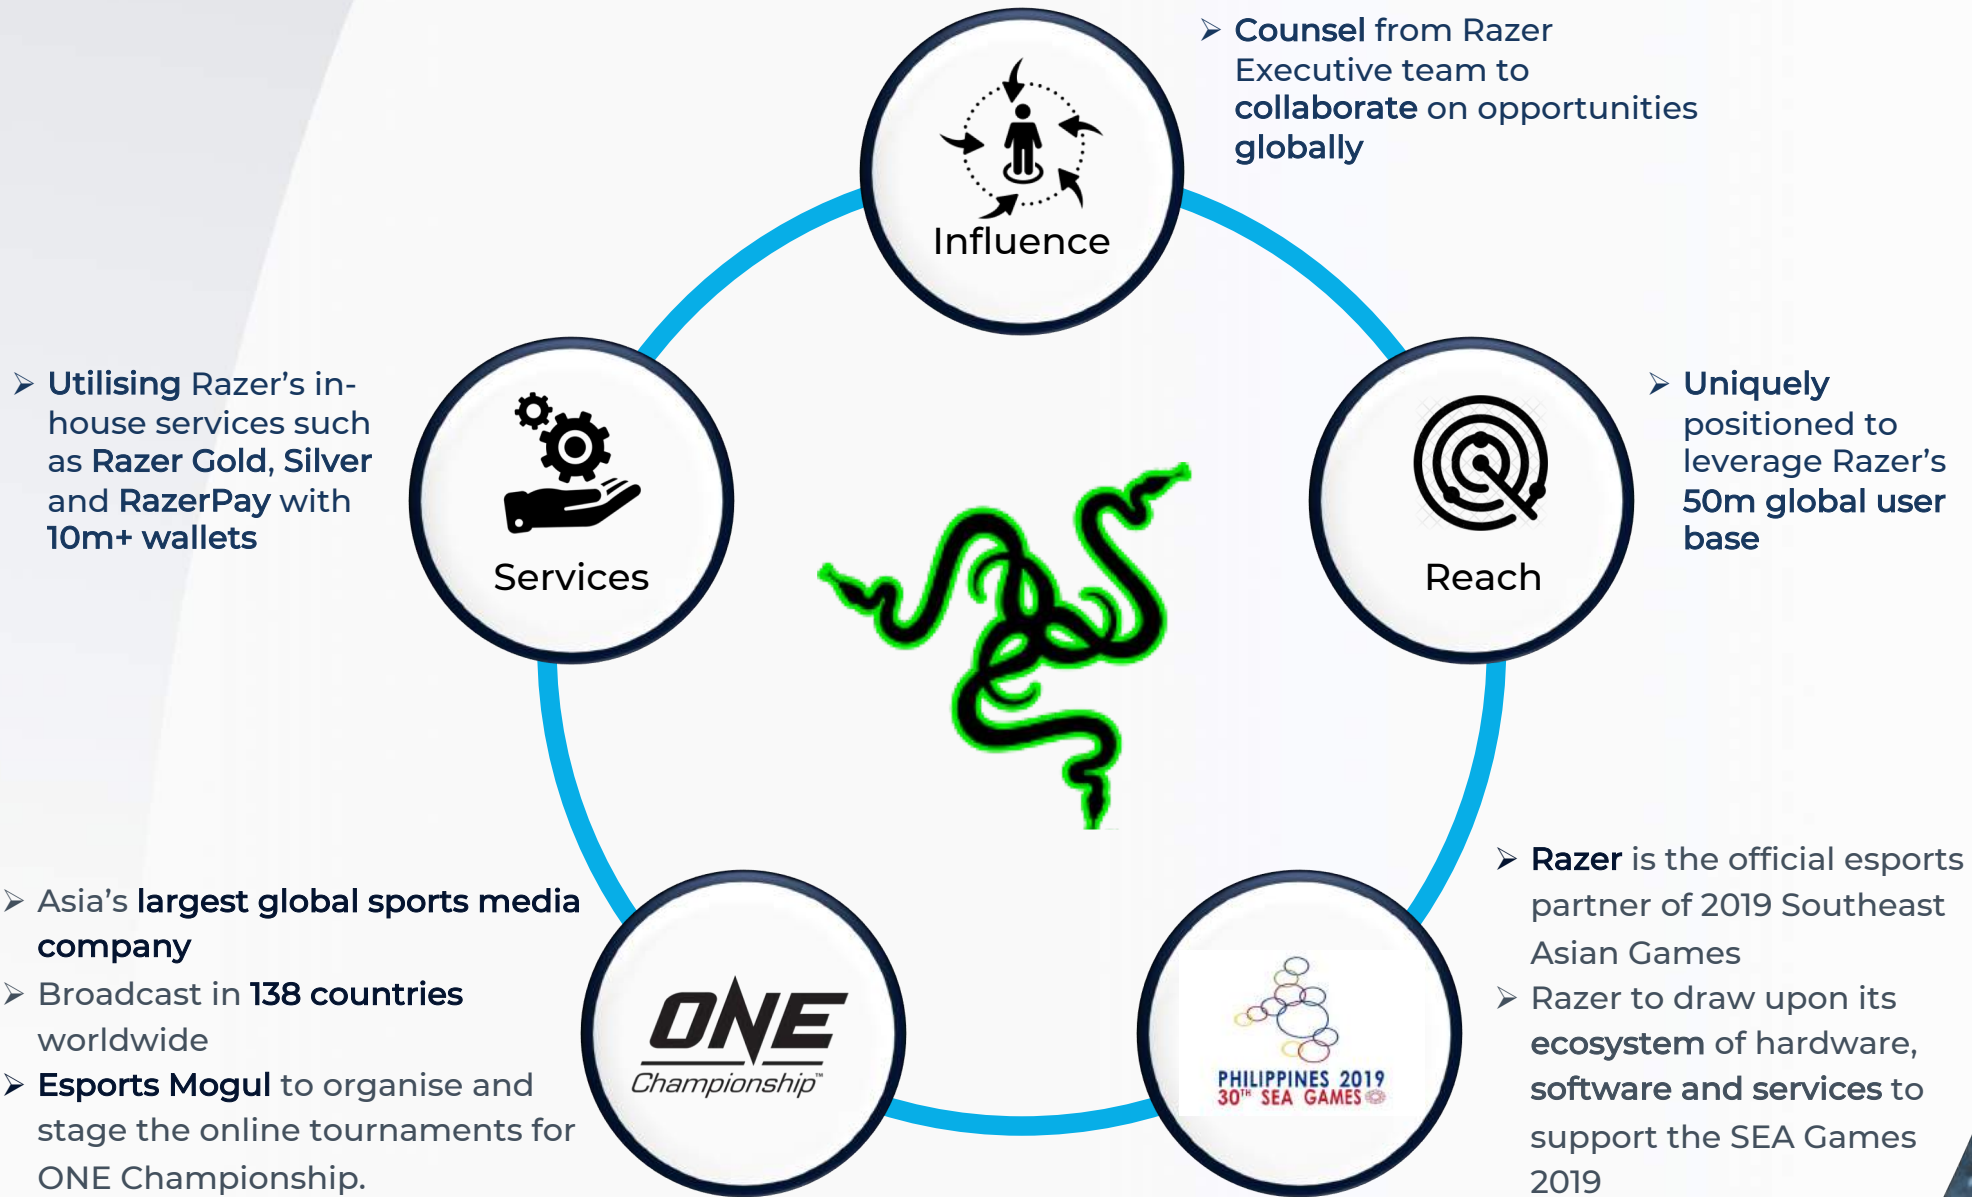 ➢ Counsel from Razer
Executive team to
collaborate on opportunities
globally
Influence
➢ Utilising Razer’s in-
house services such
as Razer Gold, Silver
and RazerPay with
10m+ wallets
Services
Reach
➢ Uniquely
positioned to
leverage Razer’s
50m global user
base
➢ Asia’s largest global sports media
company
➢ Broadcast in 138 countries
worldwide
➢ Esports Mogul to organise and
stage the online tournaments for
ONE Championship.
ONE
Championship™
PHILIPPINES 2019
30TH SEA GAMES
➢ Razer is the official esports
partner of 2019 Southeast
Asian Games
➢ Razer to draw upon its
ecosystem of hardware,
software and services to
support the SEA Games
2019